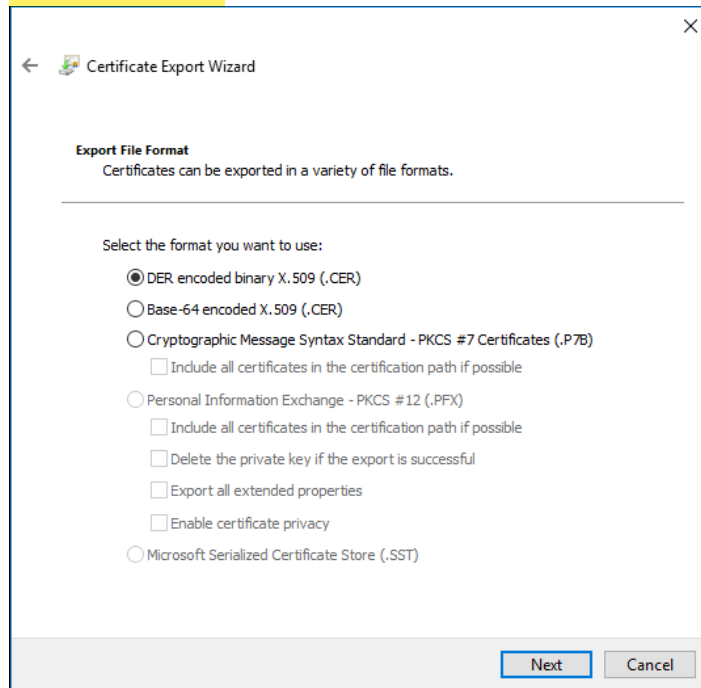 Certificate Export Wizard
Export File Format
Certificates can be exported in a variety of file formats.
Select the format you want to use:
DER encoded binary X.509 (.CER)
Base-64 encoded X.509 (.CER)
Cryptographic Message Syntax Standard - PKCS #7 Certificates (.P7B)
Include all certificates in the certification path if possible
Personal Information Exchange - PKCS #12 (.PFX)
Include all certificates in the certification path if possible
Delete the private key if the export is successful
Export all extended properties
Enable certificate privacy
Microsoft Serialized Certificate Store (.SST)
Next Cancel